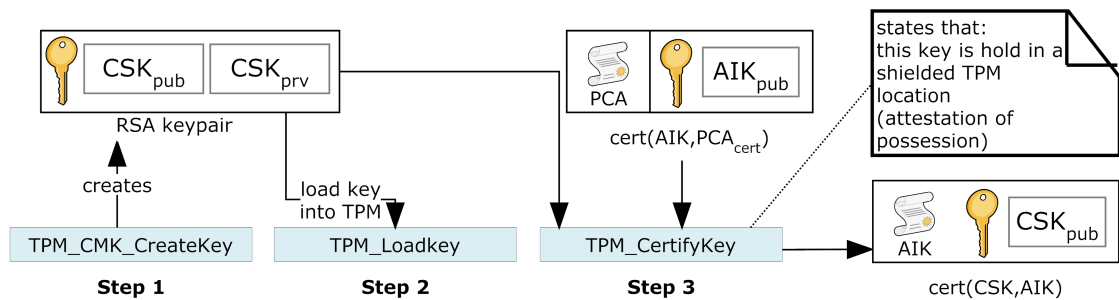 CSKpub
CSKprv
RSA keypair
creates
load key
into TPM
TPM_CMK_CreateKey
TPM_Loadkey
TPM_CertifyKey
Step 1
Step 2
Step 3
PCA
AIKpub
cert(AIK,PCAcert)
states that:
this key is hold in a
shielded TPM
location
(attestation of
possession)
AIK
CSKpub
cert(CSK,AIK)